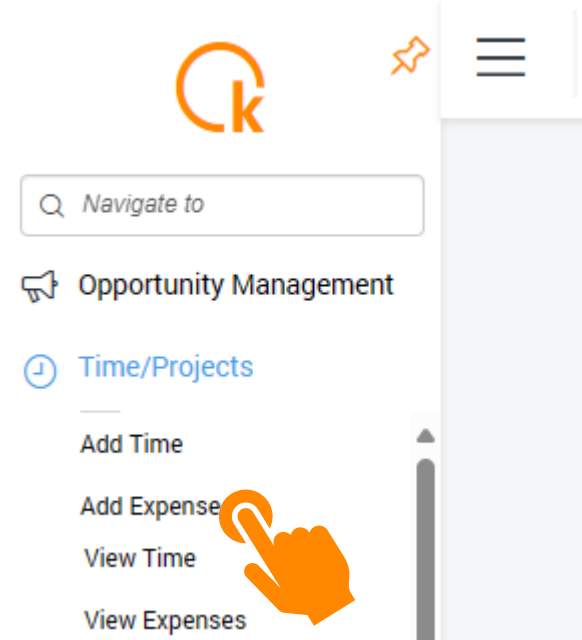 k
Navigate to
Opportunity Management
Time/Projects
Add Time
Add Expense
View Time
View Expenses